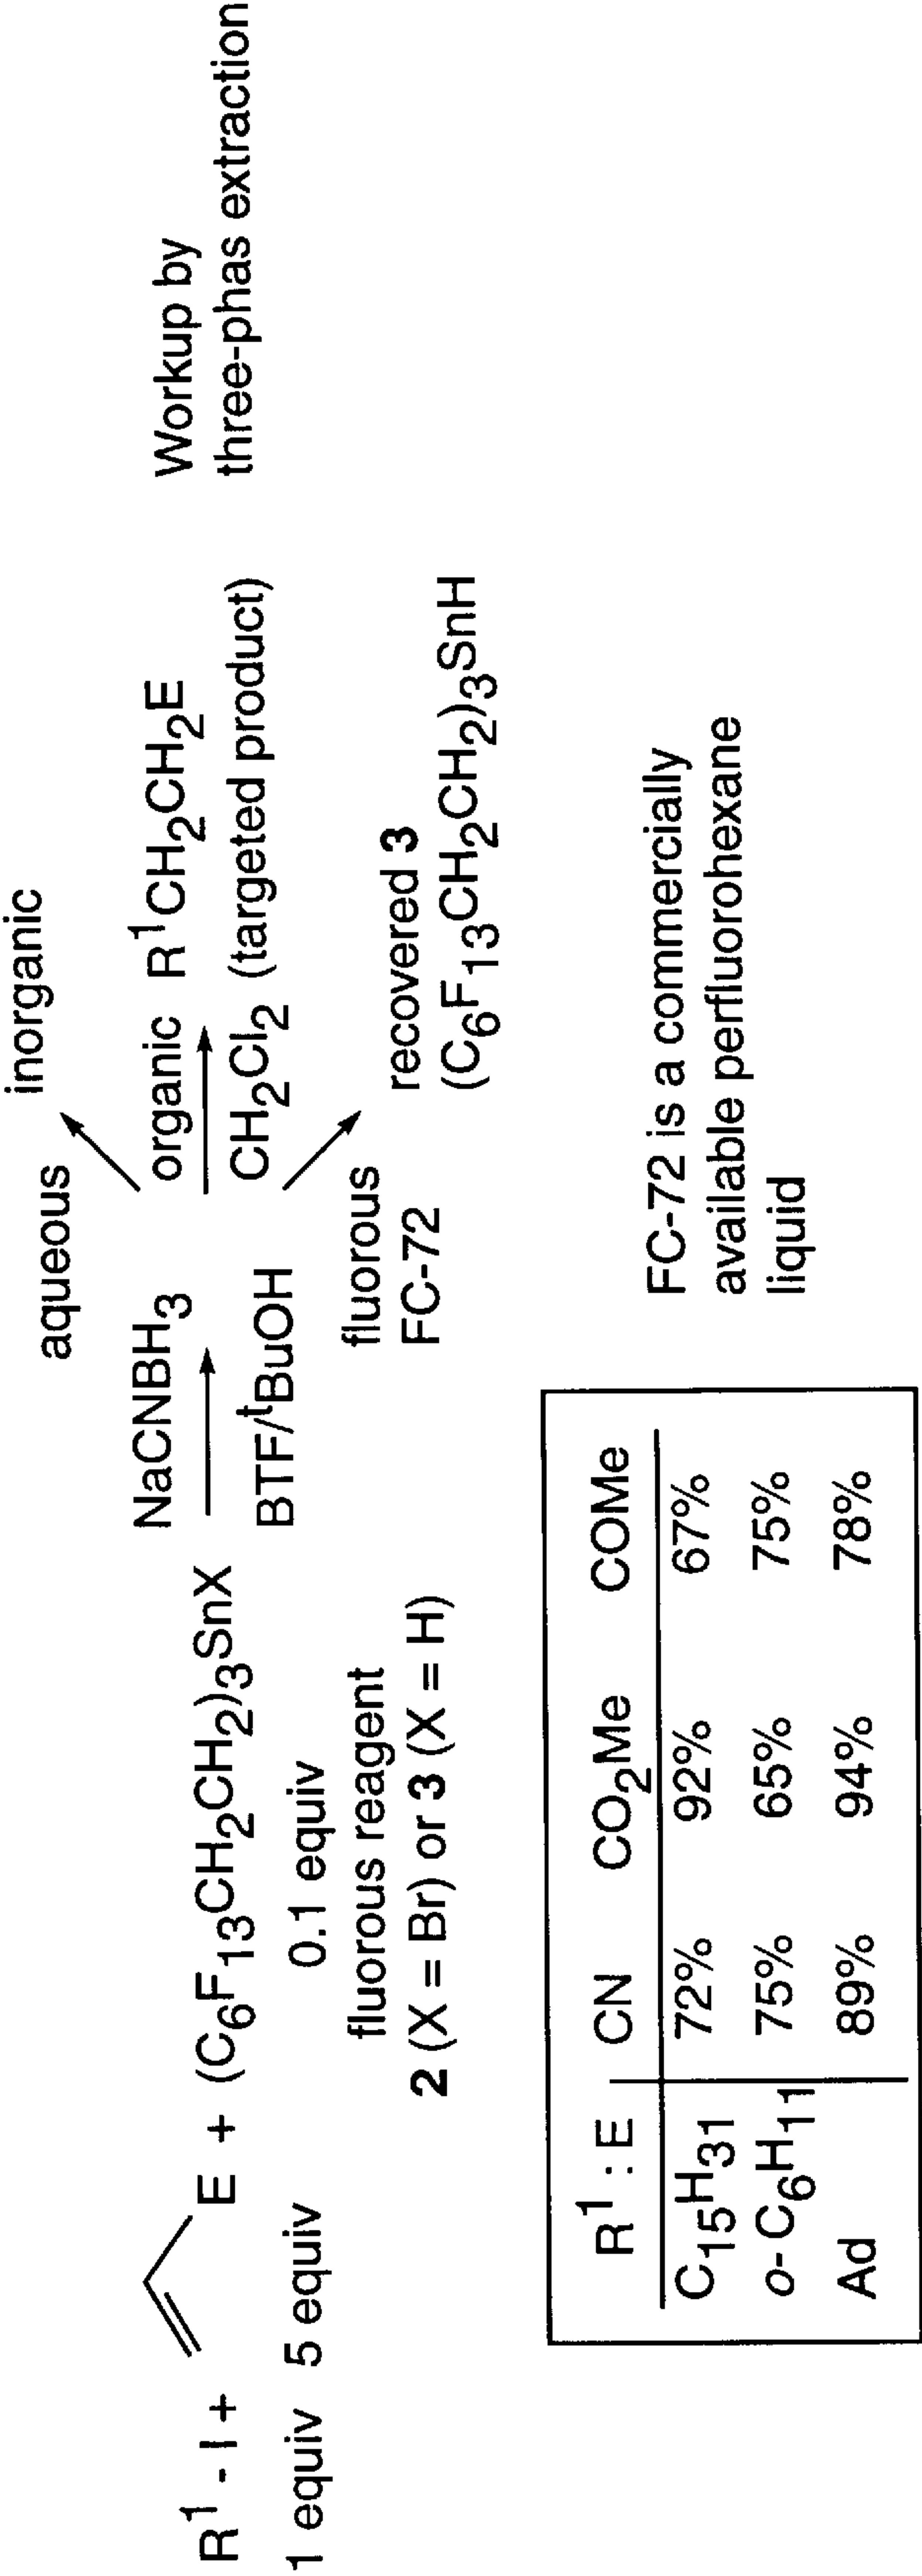 R¹ - I + E + (C₆F₁₃CH₂CH₂)₃SnX
1 equiv 5 equiv 0.1 equiv
fluorous reagent
2 (X = Br) or 3 (X = H)
NaCNBH₃
BTF/ᵗBuOH
aqueous
inorganic
organic R¹CH₂CH₂E
CH₂Cl₂ (targeted product)
fluorous
FC-72
recovered 3
(C₆F₁₃CH₂CH₂)₃SnH
Workup by
three-phas extraction
R¹ : E CN CO₂Me COMe
C₁₅H₃₁ 72% 92% 67%
o-C₆H₁₁ 75% 65% 75%
Ad 89% 94% 78%
FC-72 is a commercially
available perfluorohexane
liquid